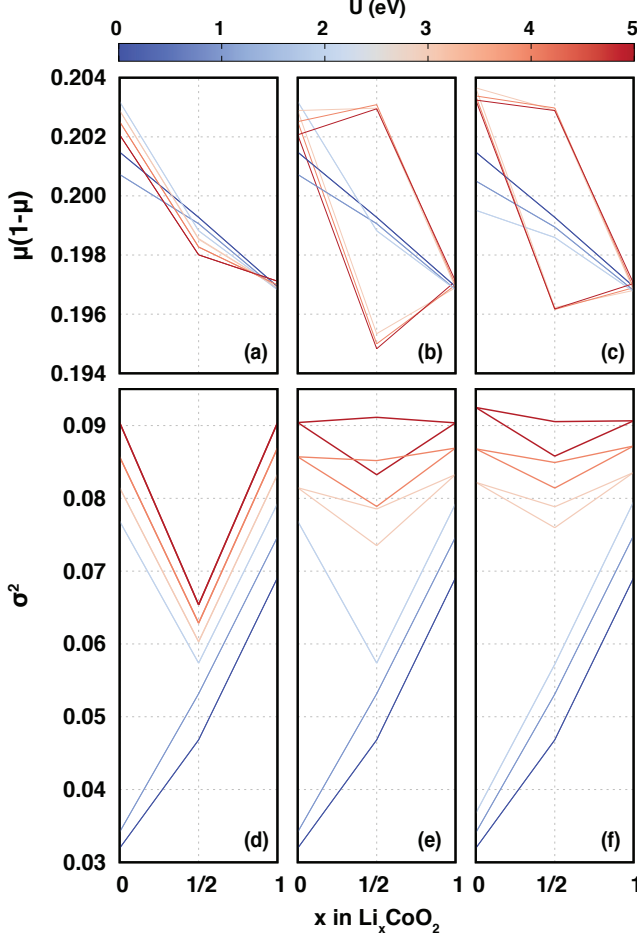 U (eV)
0 1 2 3 4 5
μ(1-μ)
0.204
0.202
0.200
0.198
0.196
0.194
(a) (b) (c)
σ²
0.09
0.08
0.07
0.06
0.05
0.04
0.03
(d) (e) (f)
0 1/2 1 0 1/2 1 0 1/2 1
x in LiₓCoO₂